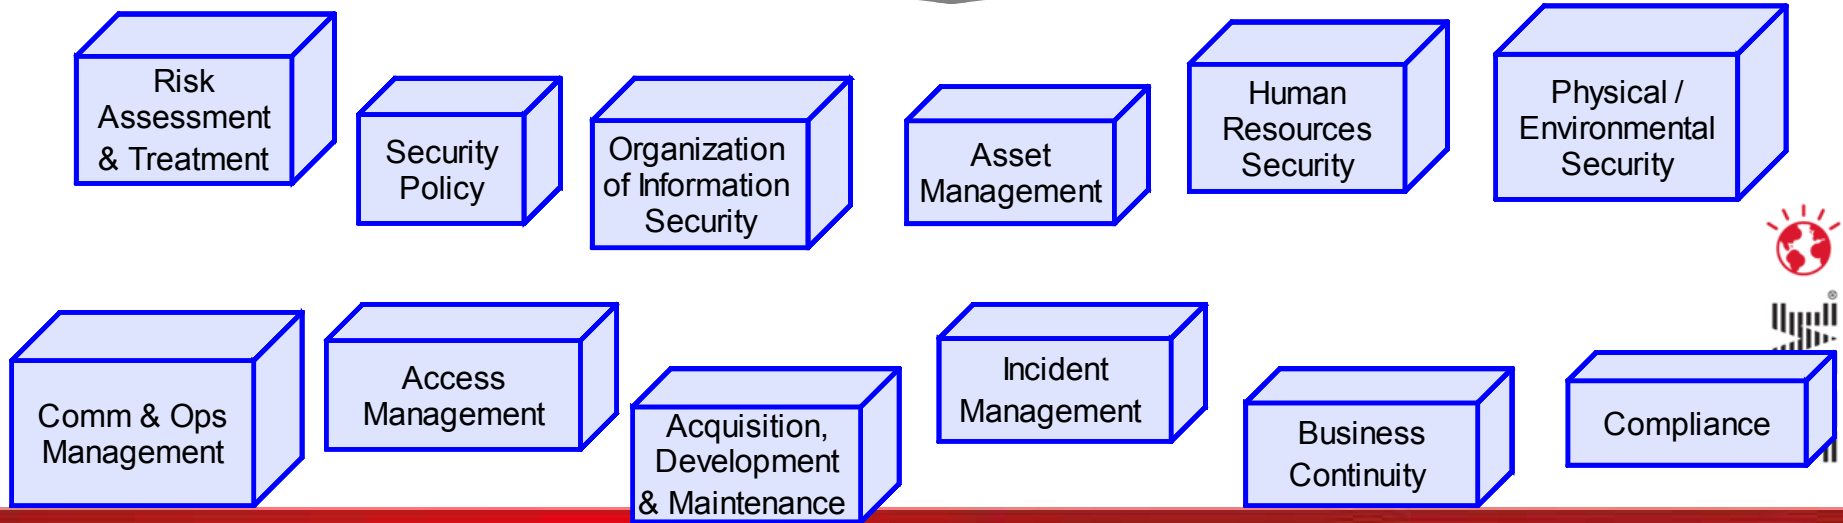 Risk
Assessment
& Treatment
Security
Policy
Organization
of Information
Security
Asset
Management
Human
Resources
Security
Physical /
Environmental
Security
Comm & Ops
Management
Access
Management
Acquisition,
Development
& Maintenance
Incident
Management
Business
Continuity
Compliance
®